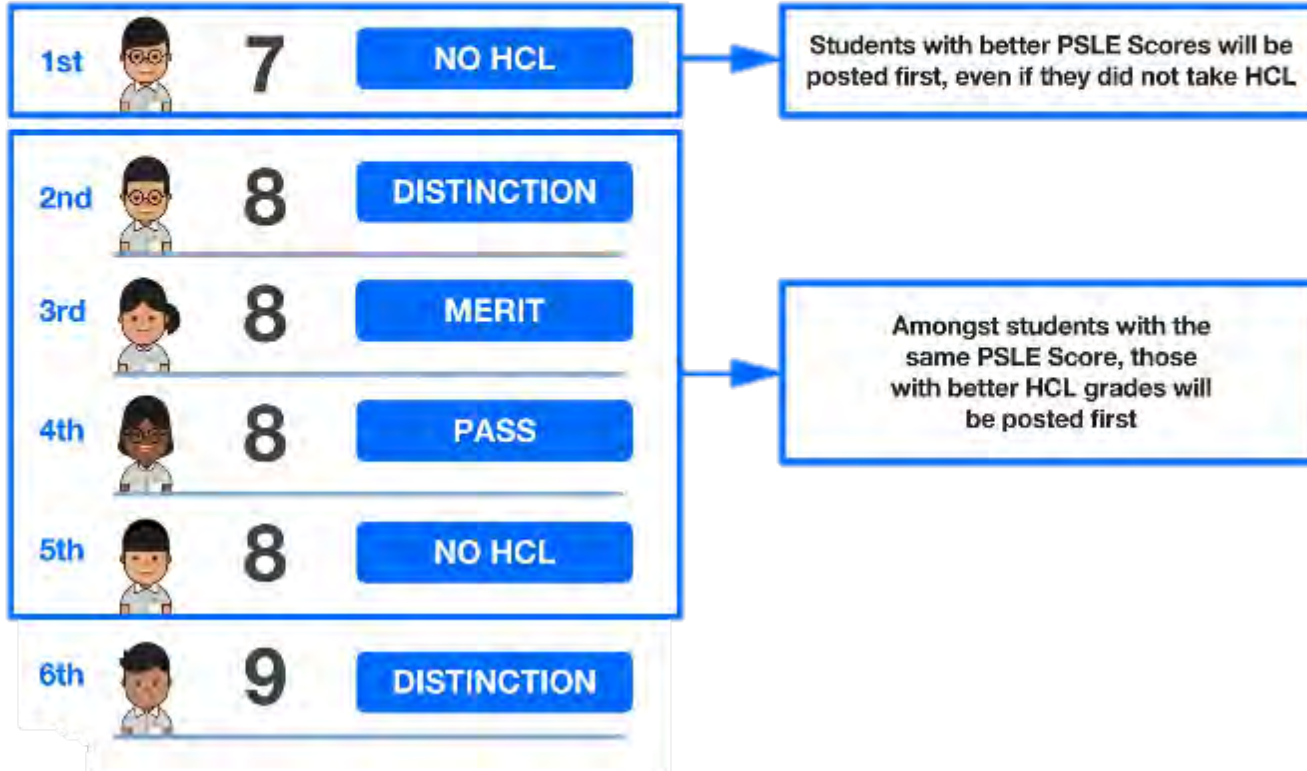 1st 7 NO HCL
Students with better PSLE Scores will be
posted first, even if they did not take HCL
2nd 8 DISTINCTION
3rd 8 MERIT
Amongst students with the
same PSLE Score, those
with better HCL grades will
be posted first
4th 8 PASS
5th 8 NO HCL
6th 9 DISTINCTION